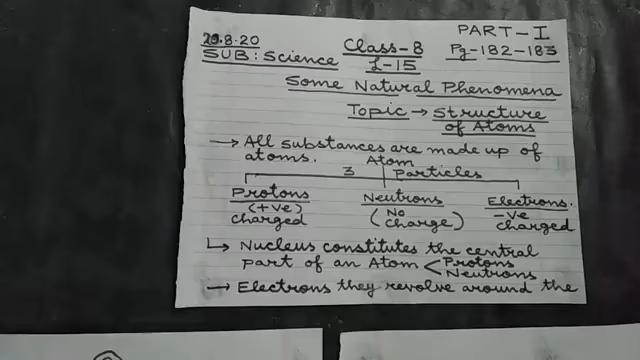 PART-I
20.8.20 Class-8 Pg-182-183
SUB: Science L-15
Some Natural Phenomena
Topic → Structure
of Atoms
→ All substances are made up of
atoms. Atom
3 Particles
Protons Neutrons Electrons.
(+ve) (No -ve
charged Charge) charged
↳ Nucleus constitutes the central
part of an Atom < Protons
Neutrons
→ Electrons they revolve around the